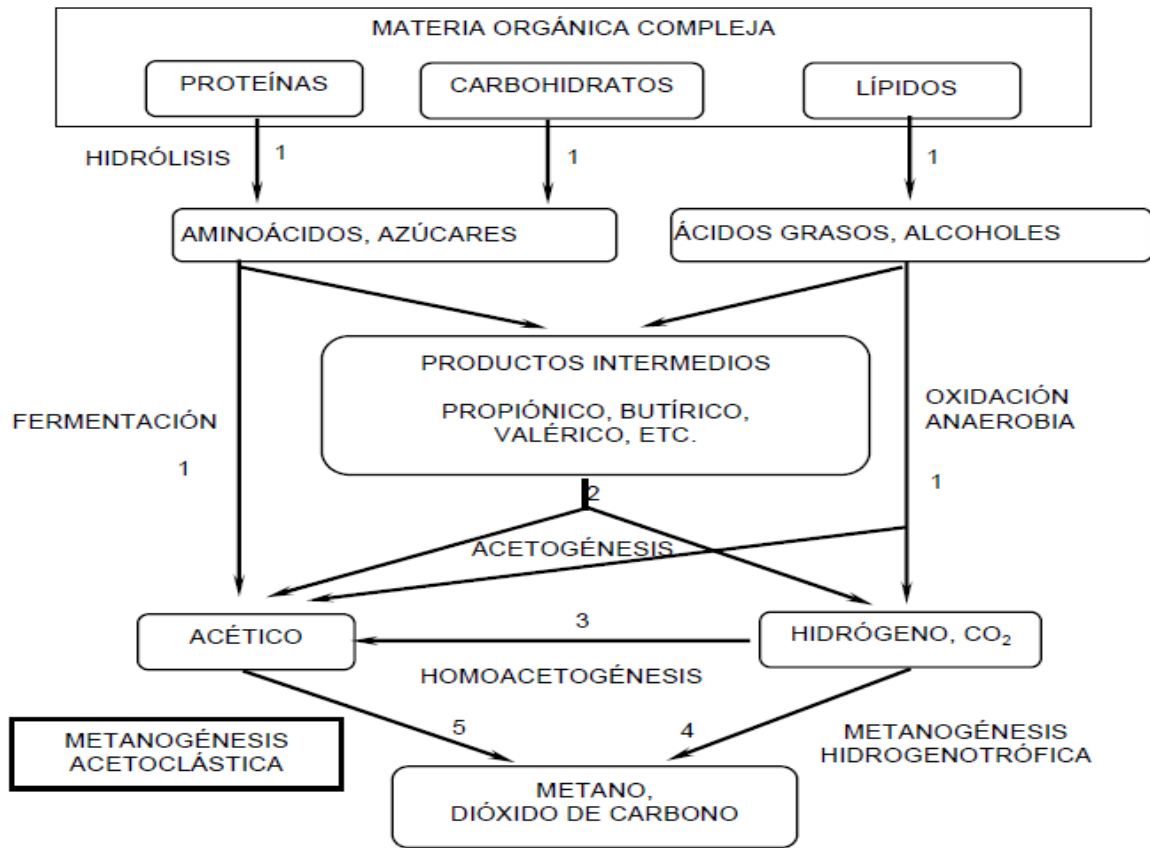 MATERIA ORGÁNICA COMPLEJA
PROTEÍNAS
CARBOHIDRATOS
LÍPIDOS
HIDRÓLISIS
1
1
1
AMINOÁCIDOS, AZÚCARES
ÁCIDOS GRASOS, ALCOHOLES
PRODUCTOS INTERMEDIOS
PROPIÓNICO, BUTÍRICO,
VALÉRICO, ETC.
FERMENTACIÓN
1
OXIDACIÓN
ANAEROBIA
1
2
ACETOGÉNESIS
ACÉTICO
3
HIDRÓGENO, CO₂
HOMOACETOGÉNESIS
METANOGÉNESIS
ACETOCLÁSTICA
5
4
METANOGÉNESIS
HIDROGENOTRÓFICA
METANO,
DIÓXIDO DE CARBONO